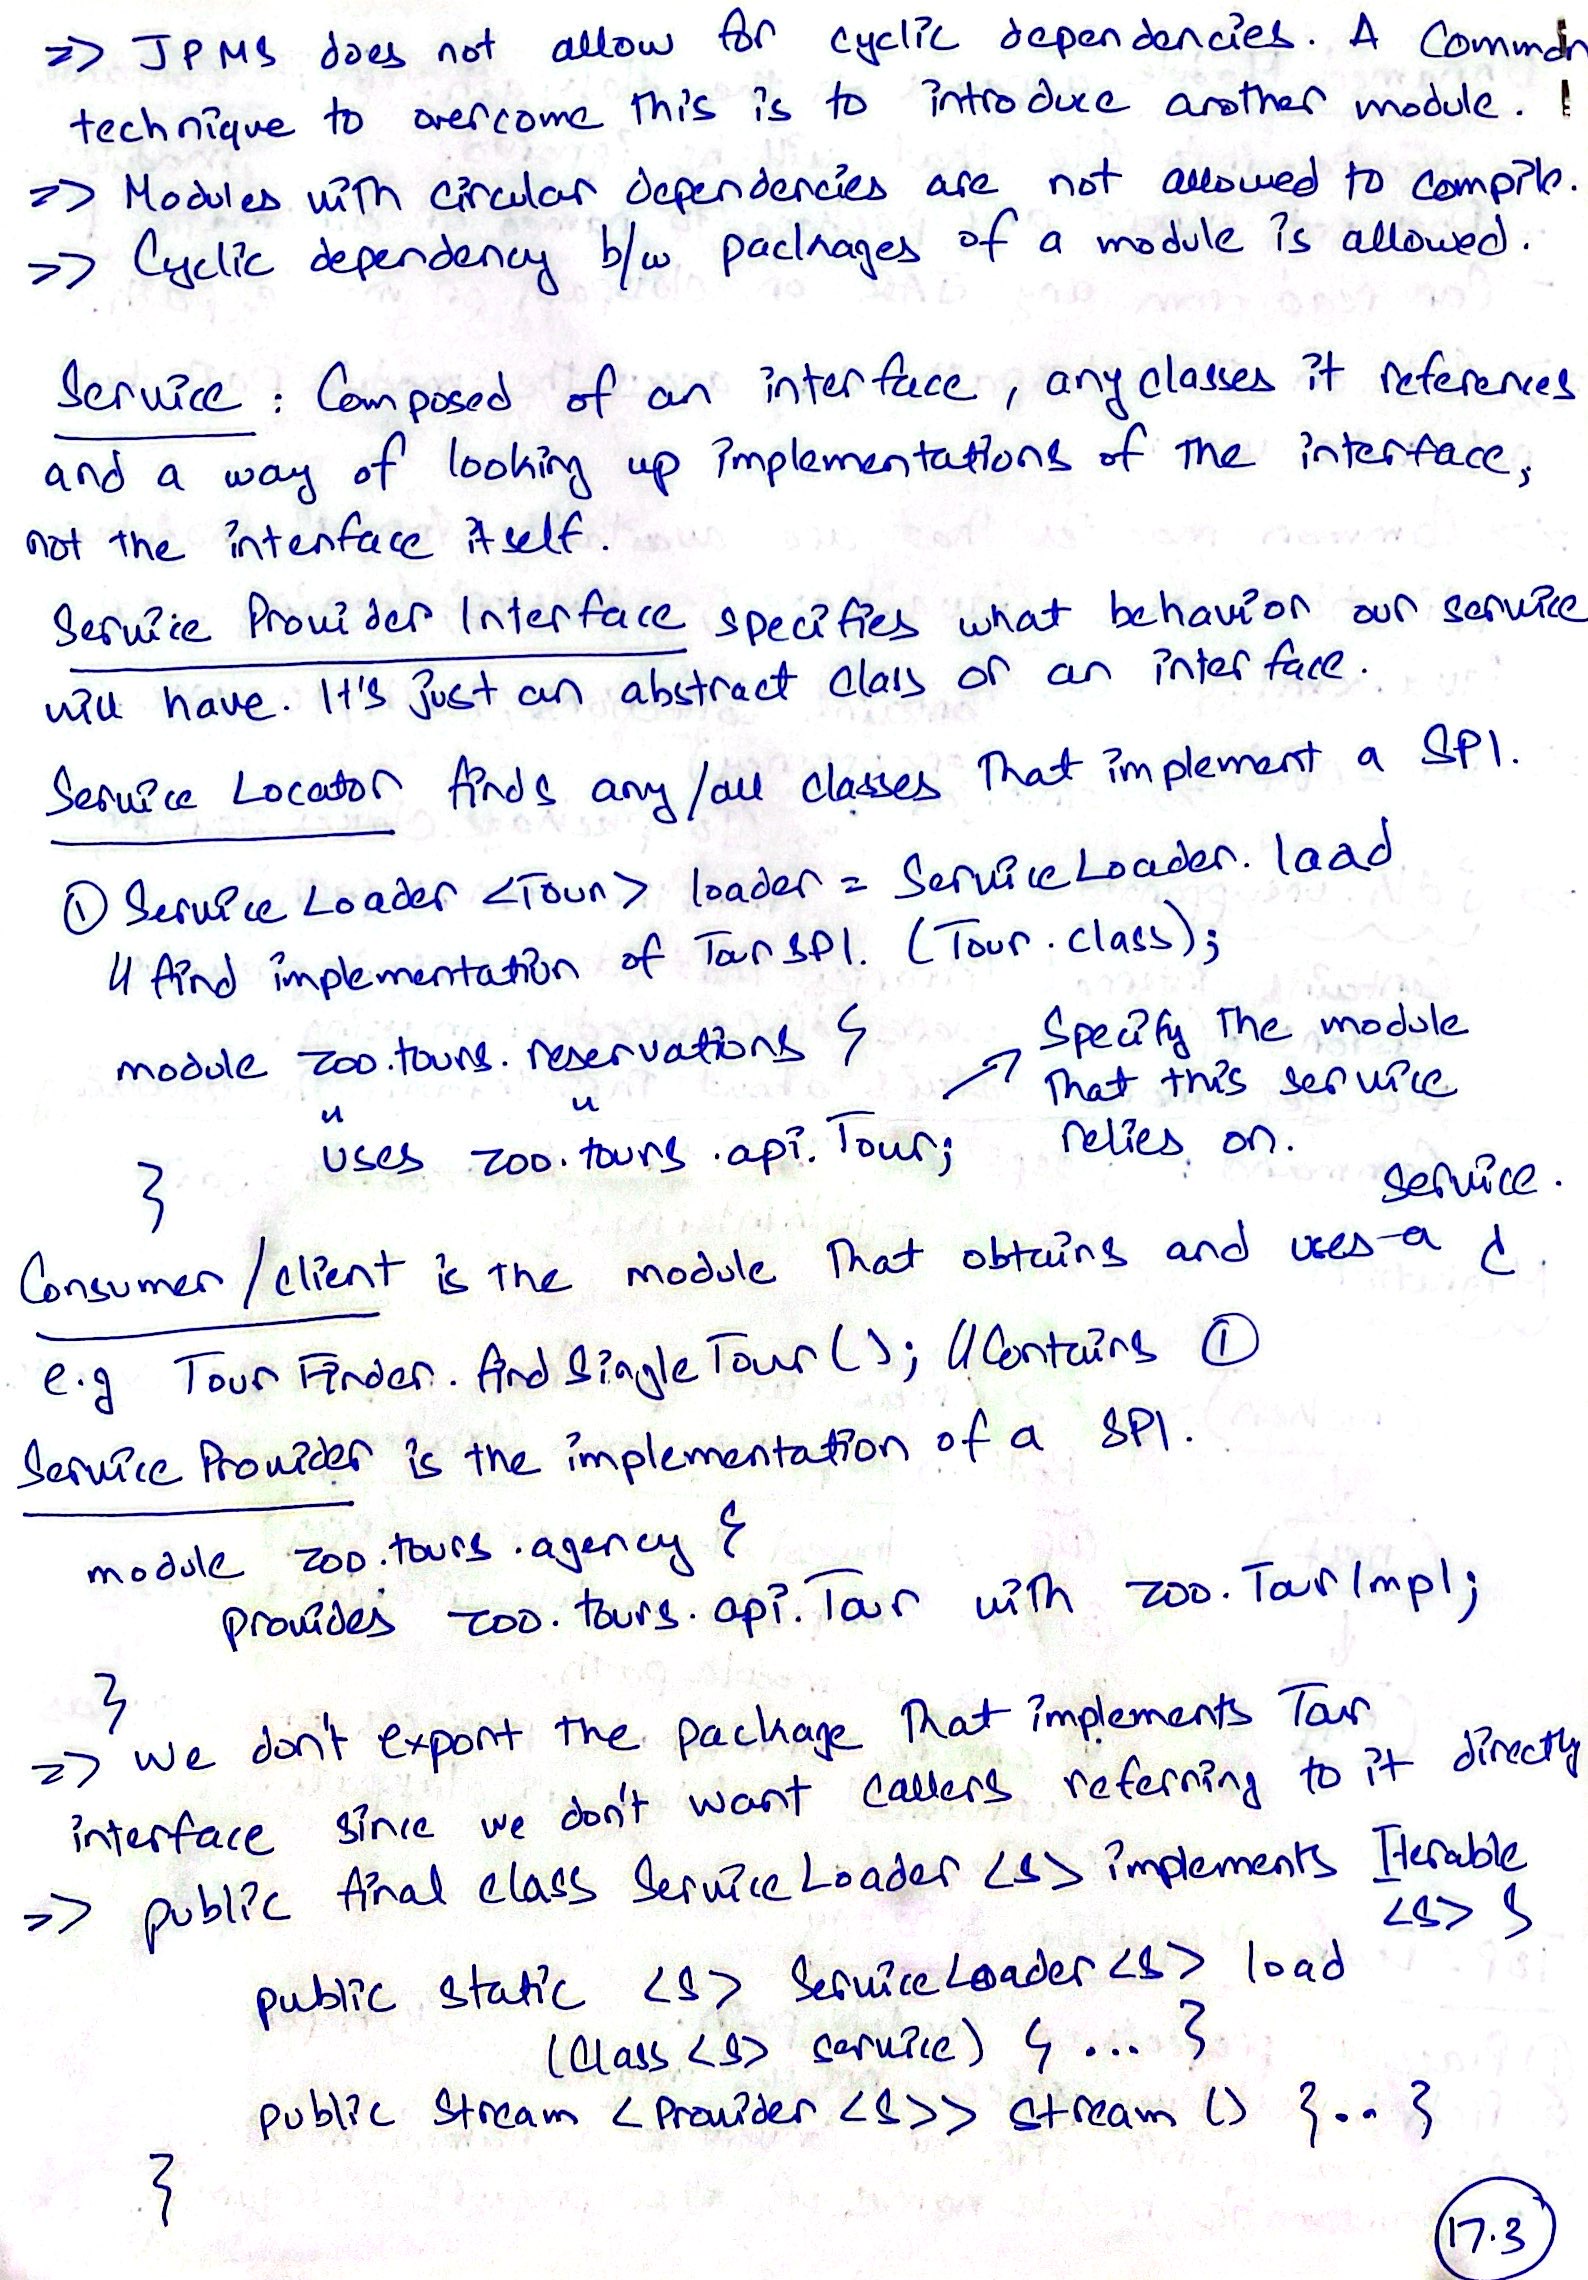 => JPMS does not allow for cyclic dependencies. A Common
technique to overcome this is to introduce another module.
=> Modules with circular dependencies are not allowed to compile.
=> Cyclic dependency b/w packages of a module is allowed.
Service : Composed of an interface, any classes it references
and a way of looking up implementations of the interface,
not the interface itself.
Service Provider Interface specifies what behavior our service
will have. It's just an abstract class or an interface.
Service Locator finds any/all classes that implement a SPI.
① ServiceLoader <Tour> loader = ServiceLoader. load
// find implementation of Tour SPI. (Tour.class);
module zoo.tours.reservations {
Specify the module
that this service
relies on.
" "
uses zoo.tours.api.Tour;
}
service.
Consumer/client is the module that obtains and uses a
e.g Tour Finder. find Single Tour(); // Contains ①
Service Provider is the implementation of a SPI.
module zoo.tours.agency {
provides zoo.tours.api.Tour with zoo.TourImpl;
}
=> We don't export the package that implements Tour
interface since we don't want callers referring to it directly
=> public final class ServiceLoader <S> implements Iterable
<S> {
public static <S> ServiceLoader<S> load
(Class <S> service) { ... }
public Stream <Provider <S>> stream () {..}
}
17.3